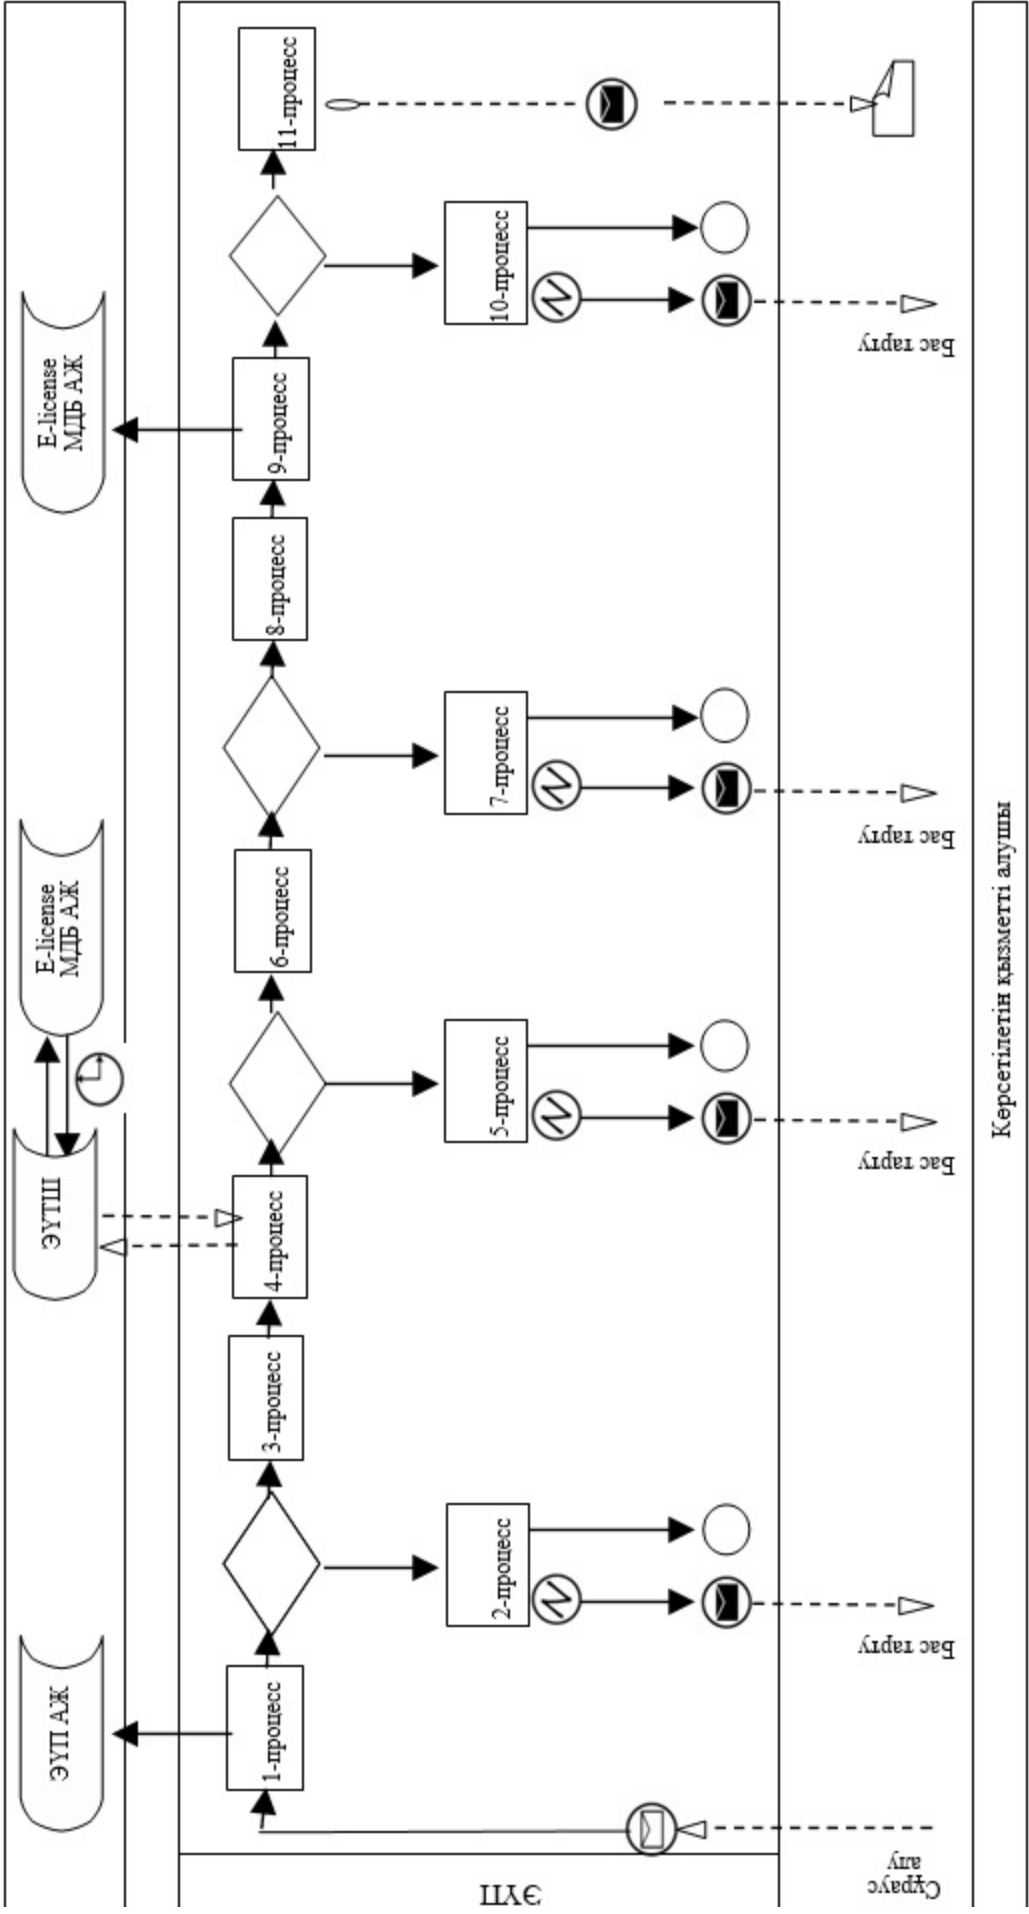 ЭҮП АЖ
ЭҮТШ
E-license
МДБ АЖ
E-license
МДБ АЖ
1-процесс
3-процесс
4-процесс
6-процесс
8-процесс
9-процесс
11-процесс
2-процесс
5-процесс
7-процесс
10-процесс
ЭҮП
Сұраус
алу
Бас тарту
Бас тарту
Бас тарту
Бас тарту
Көрсетілетін қызметті алушы